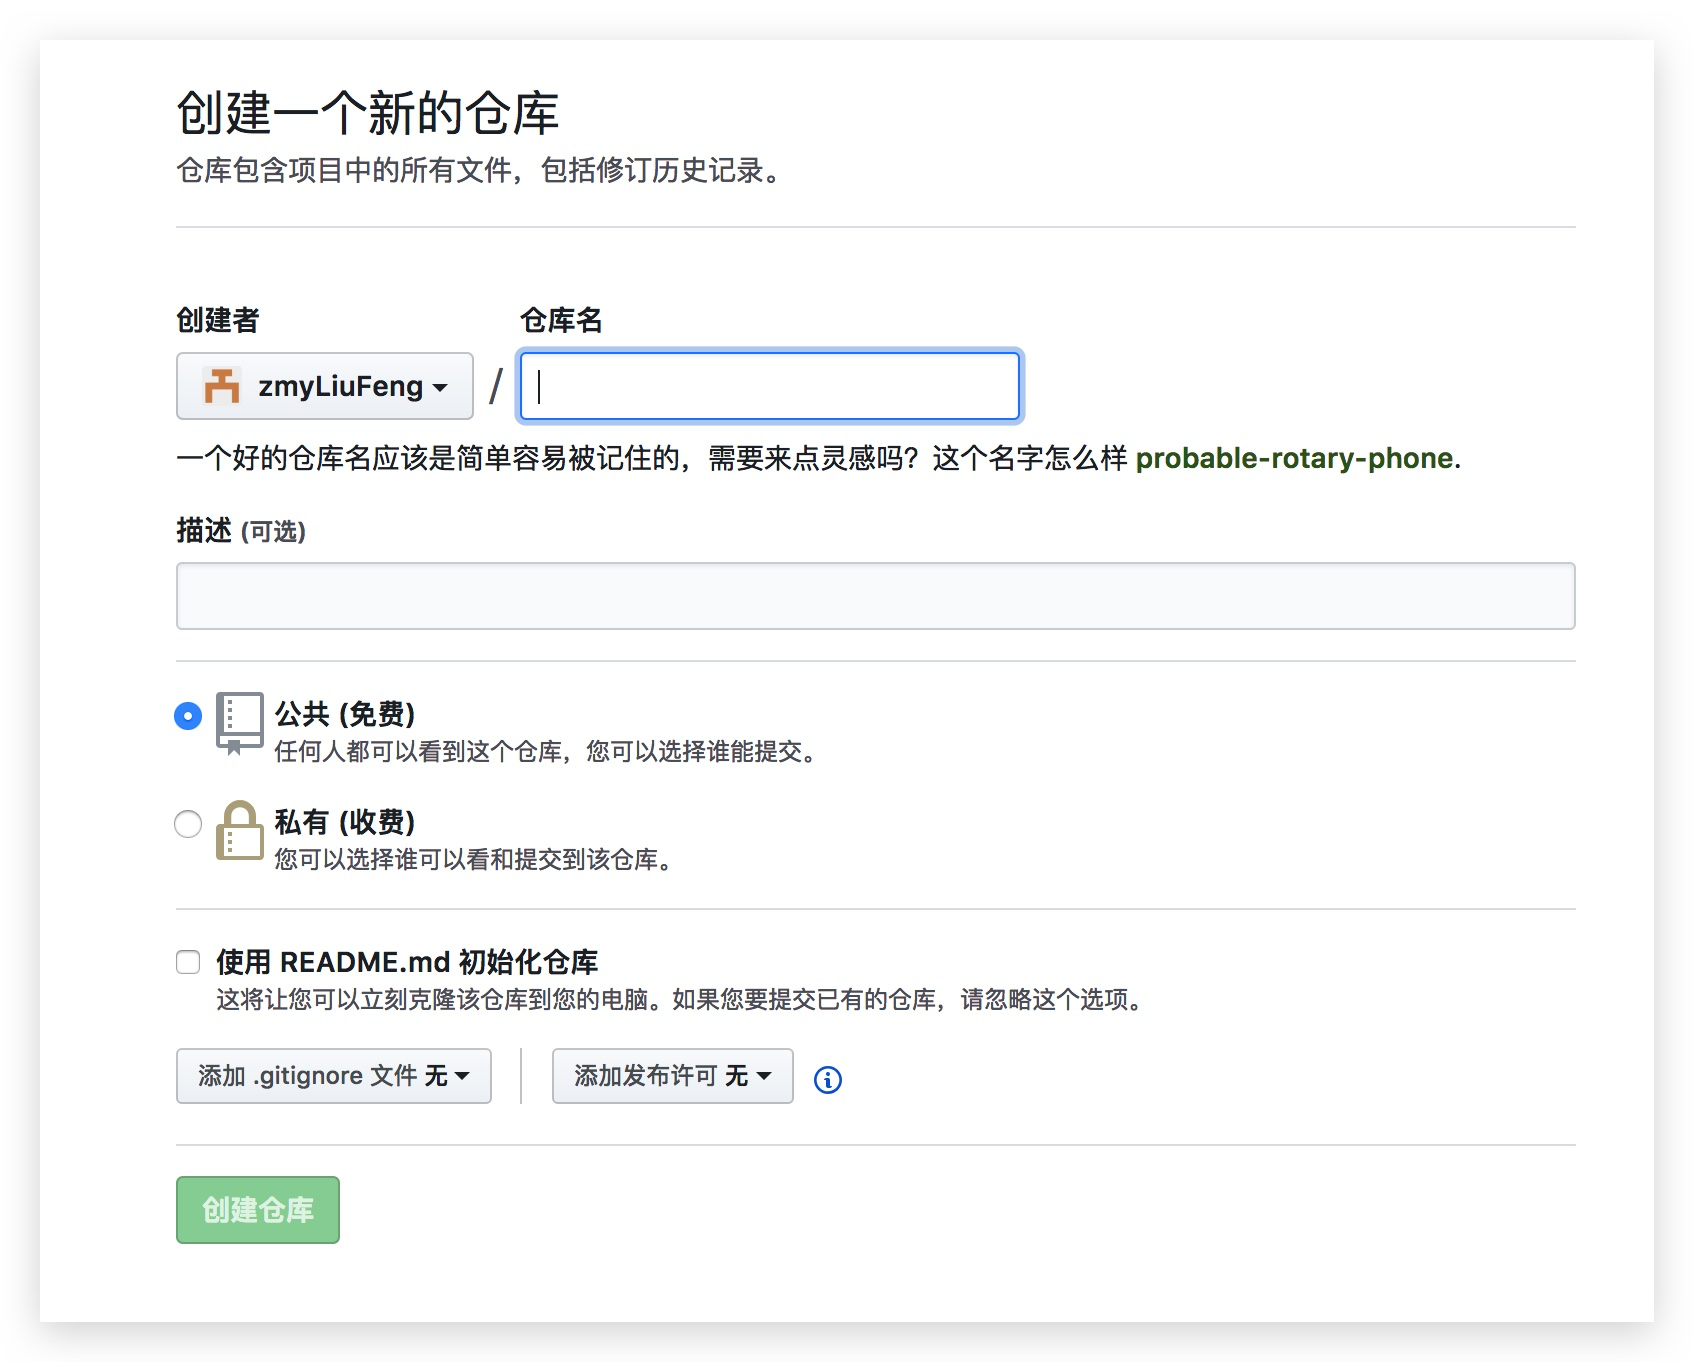 创建一个新的仓库
仓库包含项目中的所有文件，包括修订历史记录。
创建者
仓库名
zmyLiuFeng
/
一个好的仓库名应该是简单容易被记住的，需要来点灵感吗？这个名字怎么样 probable-rotary-phone.
描述 (可选)
公共 (免费)
任何人都可以看到这个仓库，您可以选择谁能提交。
私有 (收费)
您可以选择谁可以看和提交到该仓库。
使用 README.md 初始化仓库
这将让您可以立刻克隆该仓库到您的电脑。如果您要提交已有的仓库，请忽略这个选项。
添加 .gitignore 文件 无
添加发布许可 无
创建仓库